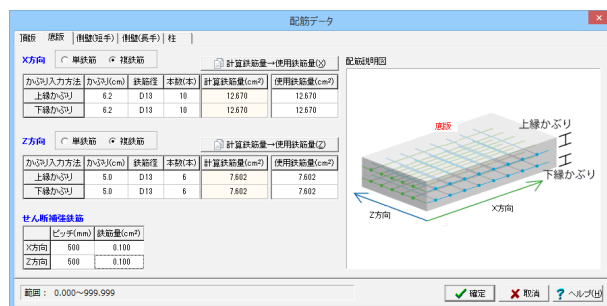 配筋データ
頂版 底版 側壁(短手) 側壁(長手) 柱
X方向 単鉄筋 複鉄筋 計算鉄筋量→使用鉄筋量(X) 配筋説明図
かぶり入力方法 かぶり(cm) 鉄筋径 本数(本) 計算鉄筋量(cm²) 使用鉄筋量(cm²)
上縁かぶり 6.2 D13 10 12.670 12.670
下縁かぶり 6.2 D13 10 12.670 12.670
Z方向 単鉄筋 複鉄筋 計算鉄筋量→使用鉄筋量(Z)
かぶり入力方法 かぶり(cm) 鉄筋径 本数(本) 計算鉄筋量(cm²) 使用鉄筋量(cm²)
上縁かぶり 5.0 D13 6 7.602 7.602
下縁かぶり 5.0 D13 6 7.602 7.602
せん断補強鉄筋
ピッチ(mm) 鉄筋量(cm²)
X方向 500 0.100
Z方向 500 0.100
底版
上縁かぶり
下縁かぶり
X方向
Z方向
範囲: 0.000~999.999 確定 取消 ヘルプ(H)